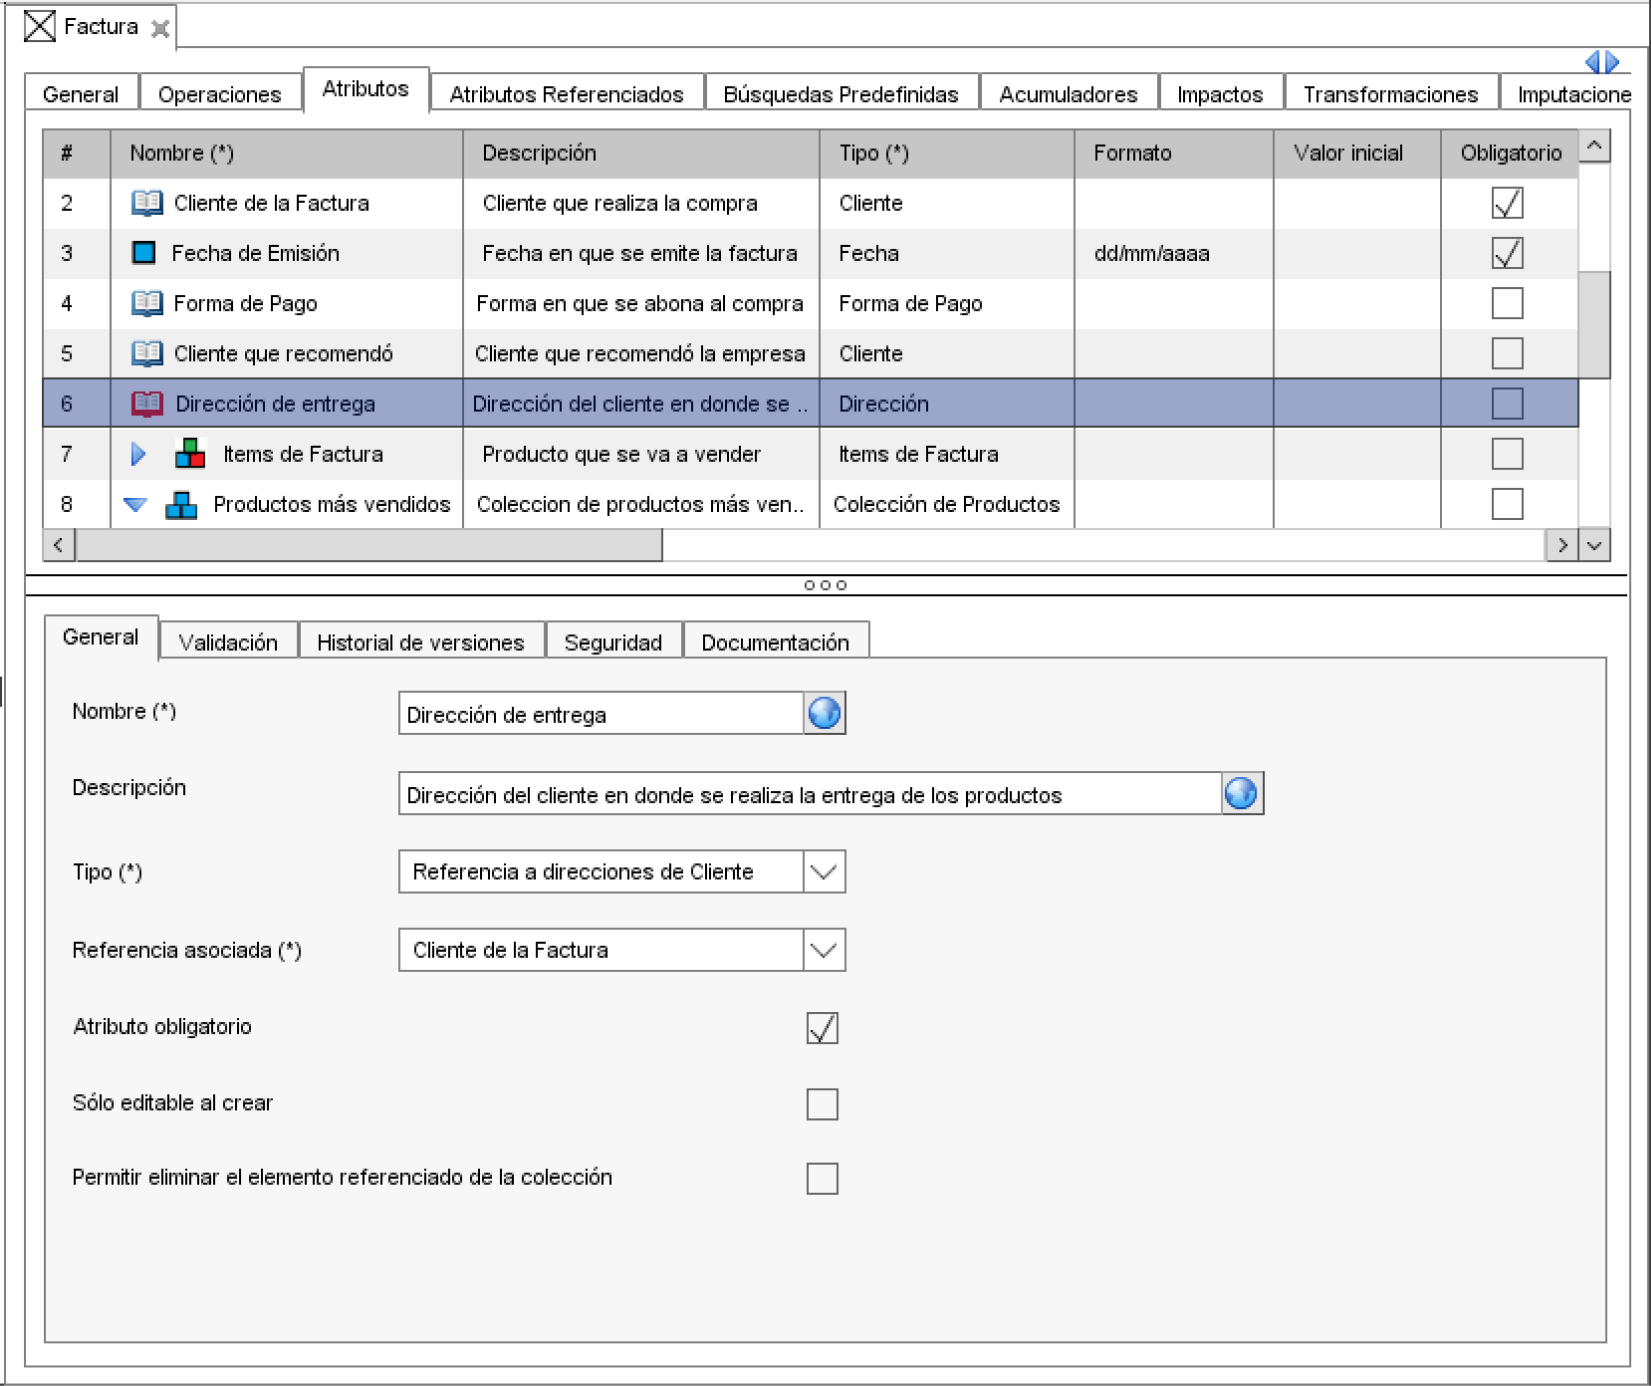 Factura
General Operaciones Atributos Atributos Referenciados Búsquedas Predefinidas Acumuladores Impactos Transformaciones Imputacione
# Nombre (*) Descripción Tipo (*) Formato Valor inicial Obligatorio
2 Cliente de la Factura Cliente que realiza la compra Cliente
3 Fecha de Emisión Fecha en que se emite la factura Fecha dd/mm/aaaa
4 Forma de Pago Forma en que se abona al compra Forma de Pago
5 Cliente que recomendó Cliente que recomendó la empresa Cliente
6 Dirección de entrega Dirección del cliente en donde se .. Dirección
7 Items de Factura Producto que se va a vender Items de Factura
8 Productos más vendidos Coleccion de productos más ven.. Colección de Productos
General Validación Historial de versiones Seguridad Documentación
Nombre (*) Dirección de entrega
Descripción Dirección del cliente en donde se realiza la entrega de los productos
Tipo (*) Referencia a direcciones de Cliente
Referencia asociada (*) Cliente de la Factura
Atributo obligatorio
Sólo editable al crear
Permitir eliminar el elemento referenciado de la colección